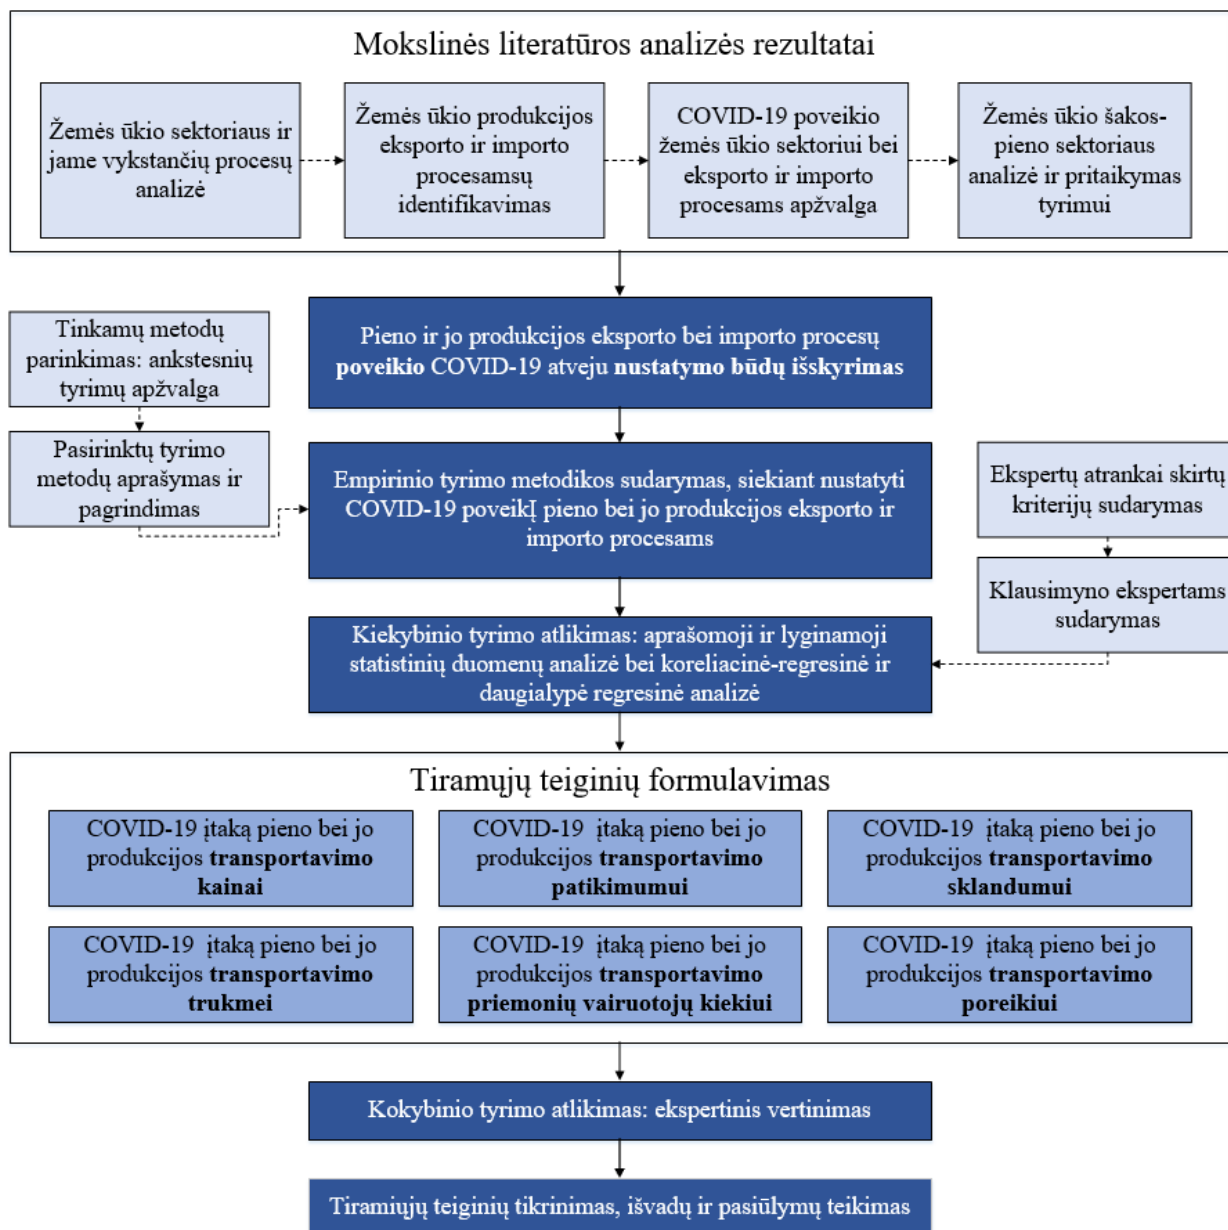 Mokslinės literatūros analizės rezultatai
Žemės ūkio sektoriaus ir
jame vykstančių procesų
analizė
Žemės ūkio produkcijos
eksporto ir importo
procesamsų
identifikavimas
COVID-19 poveikio
žemės ūkio sektoriui bei
eksporto ir importo
procesams apžvalga
Žemės ūkio šakos-
pieno sektoriaus
analizė ir pritaikymas
tyrimui
Pieno ir jo produkcijos eksporto bei importo procesų
poveikio COVID-19 atveju nustatymo būdų išskyrimas
Tinkamų metodų
parinkimas: ankstesnių
tyrimų apžvalga
Pasirinktų tyrimo
metodų aprašymas ir
pagrindimas
Empirinio tyrimo metodikos sudarymas, siekiant nustatyti
COVID-19 poveikĮ pieno bei jo produkcijos eksporto ir
importo procesams
Ekspertų atrankai skirtų
kriterijų sudarymas
Klausimyno ekspertams
sudarymas
Kiekybinio tyrimo atlikimas: aprašomoji ir lyginamoji
statistinių duomenų analizė bei koreliacinė-regresinė ir
daugialypė regresinė analizė
Tiramųjų teiginių formulavimas
COVID-19 įtaką pieno bei jo
produkcijos transportavimo
kainai
COVID-19 įtaką pieno bei jo
produkcijos transportavimo
patikimumui
COVID-19 įtaką pieno bei jo
produkcijos transportavimo
sklandumui
COVID-19 įtaką pieno bei jo
produkcijos transportavimo
trukmei
COVID-19 įtaką pieno bei jo
produkcijos transportavimo
priemonių vairuotojų kiekiui
COVID-19 įtaką pieno bei jo
produkcijos transportavimo
poreikiui
Kokybinio tyrimo atlikimas: ekspertinis vertinimas
Tiramiųjų teiginių tikrinimas, išvadų ir pasiūlymų teikimas